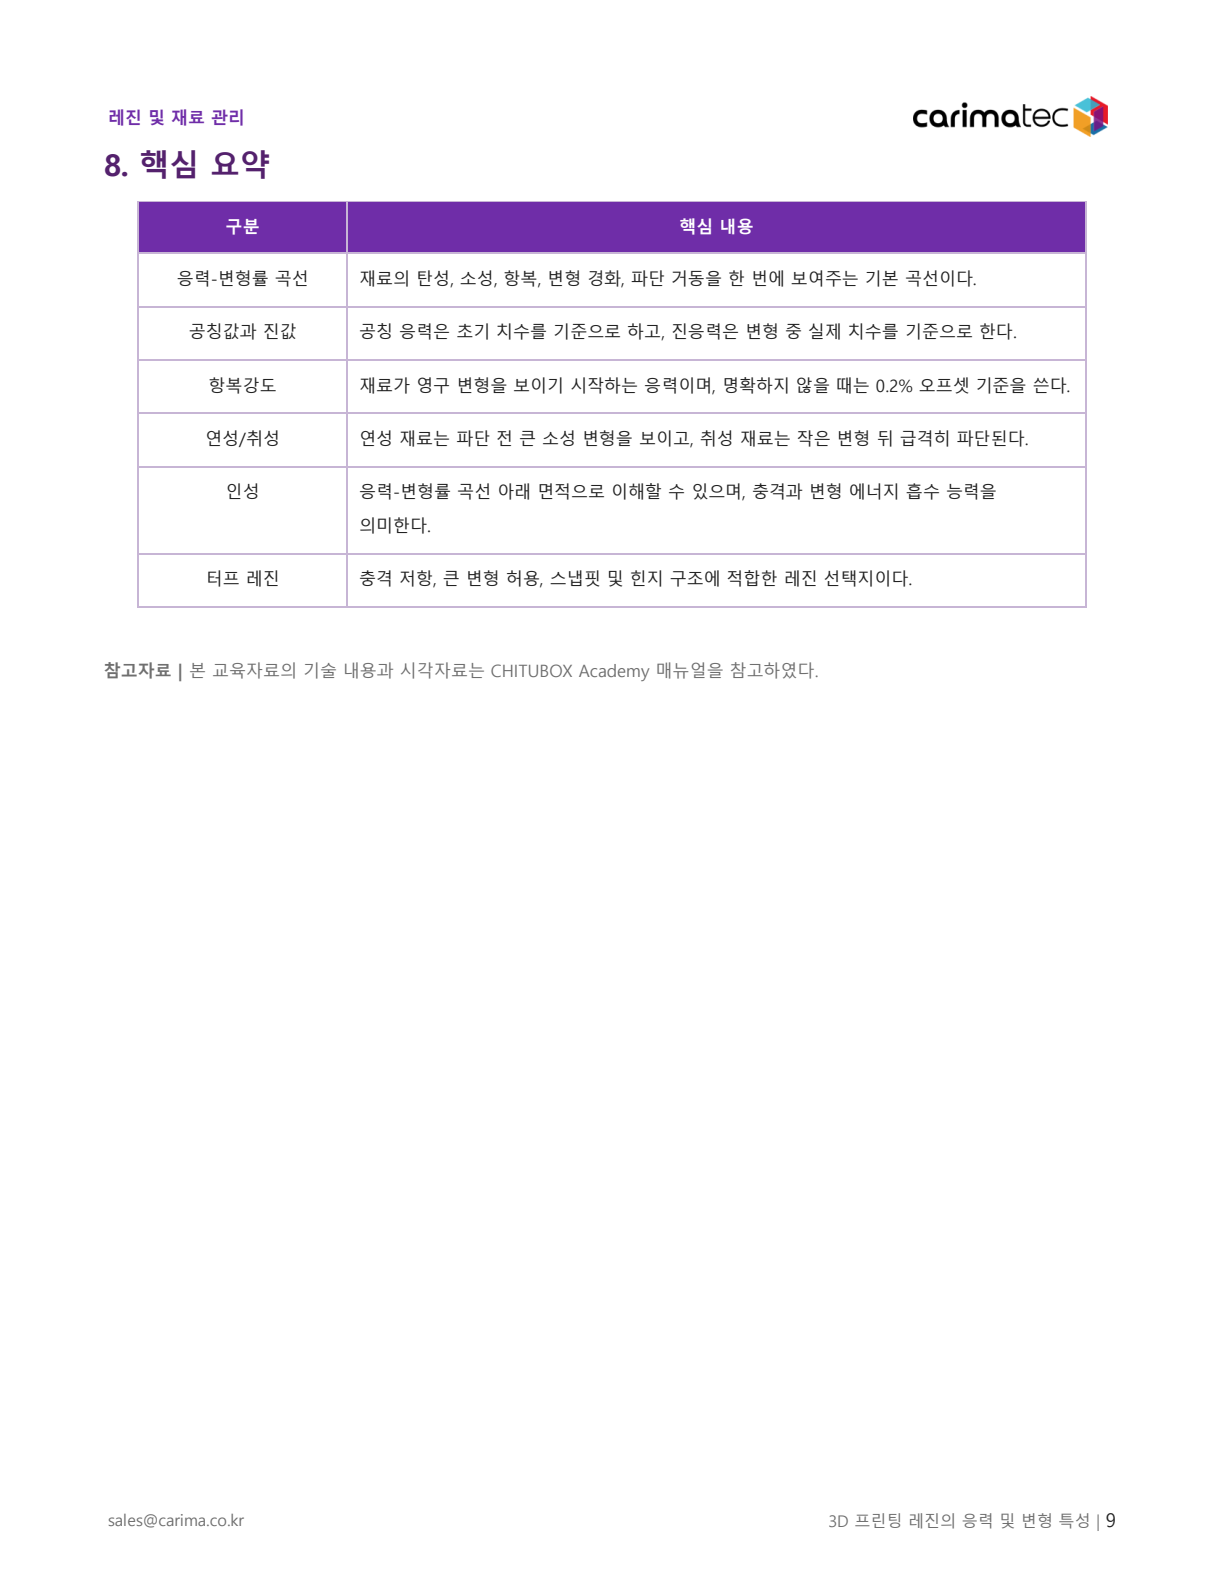 레진 및 재료 관리
carimatec
8. 핵심 요약
구분
핵심 내용
응력-변형률 곡선
재료의 탄성, 소성, 항복, 변형 경화, 파단 거동을 한 번에 보여주는 기본 곡선이다.
공칭값과 진값
공칭 응력은 초기 치수를 기준으로 하고, 진응력은 변형 중 실제 치수를 기준으로 한다.
항복강도
재료가 영구 변형을 보이기 시작하는 응력이며, 명확하지 않을 때는 0.2% 오프셋 기준을 쓴다.
연성/취성
연성 재료는 파단 전 큰 소성 변형을 보이고, 취성 재료는 작은 변형 뒤 급격히 파단된다.
인성
응력-변형률 곡선 아래 면적으로 이해할 수 있으며, 충격과 변형 에너지 흡수 능력을
의미한다.
터프 레진
충격 저항, 큰 변형 허용, 스냅핏 및 힌지 구조에 적합한 레진 선택지이다.
참고자료 | 본 교육자료의 기술 내용과 시각자료는 CHITUBOX Academy 매뉴얼을 참고하였다.
sales@carima.co.kr
3D 프린팅 레진의 응력 및 변형 특성 | 9